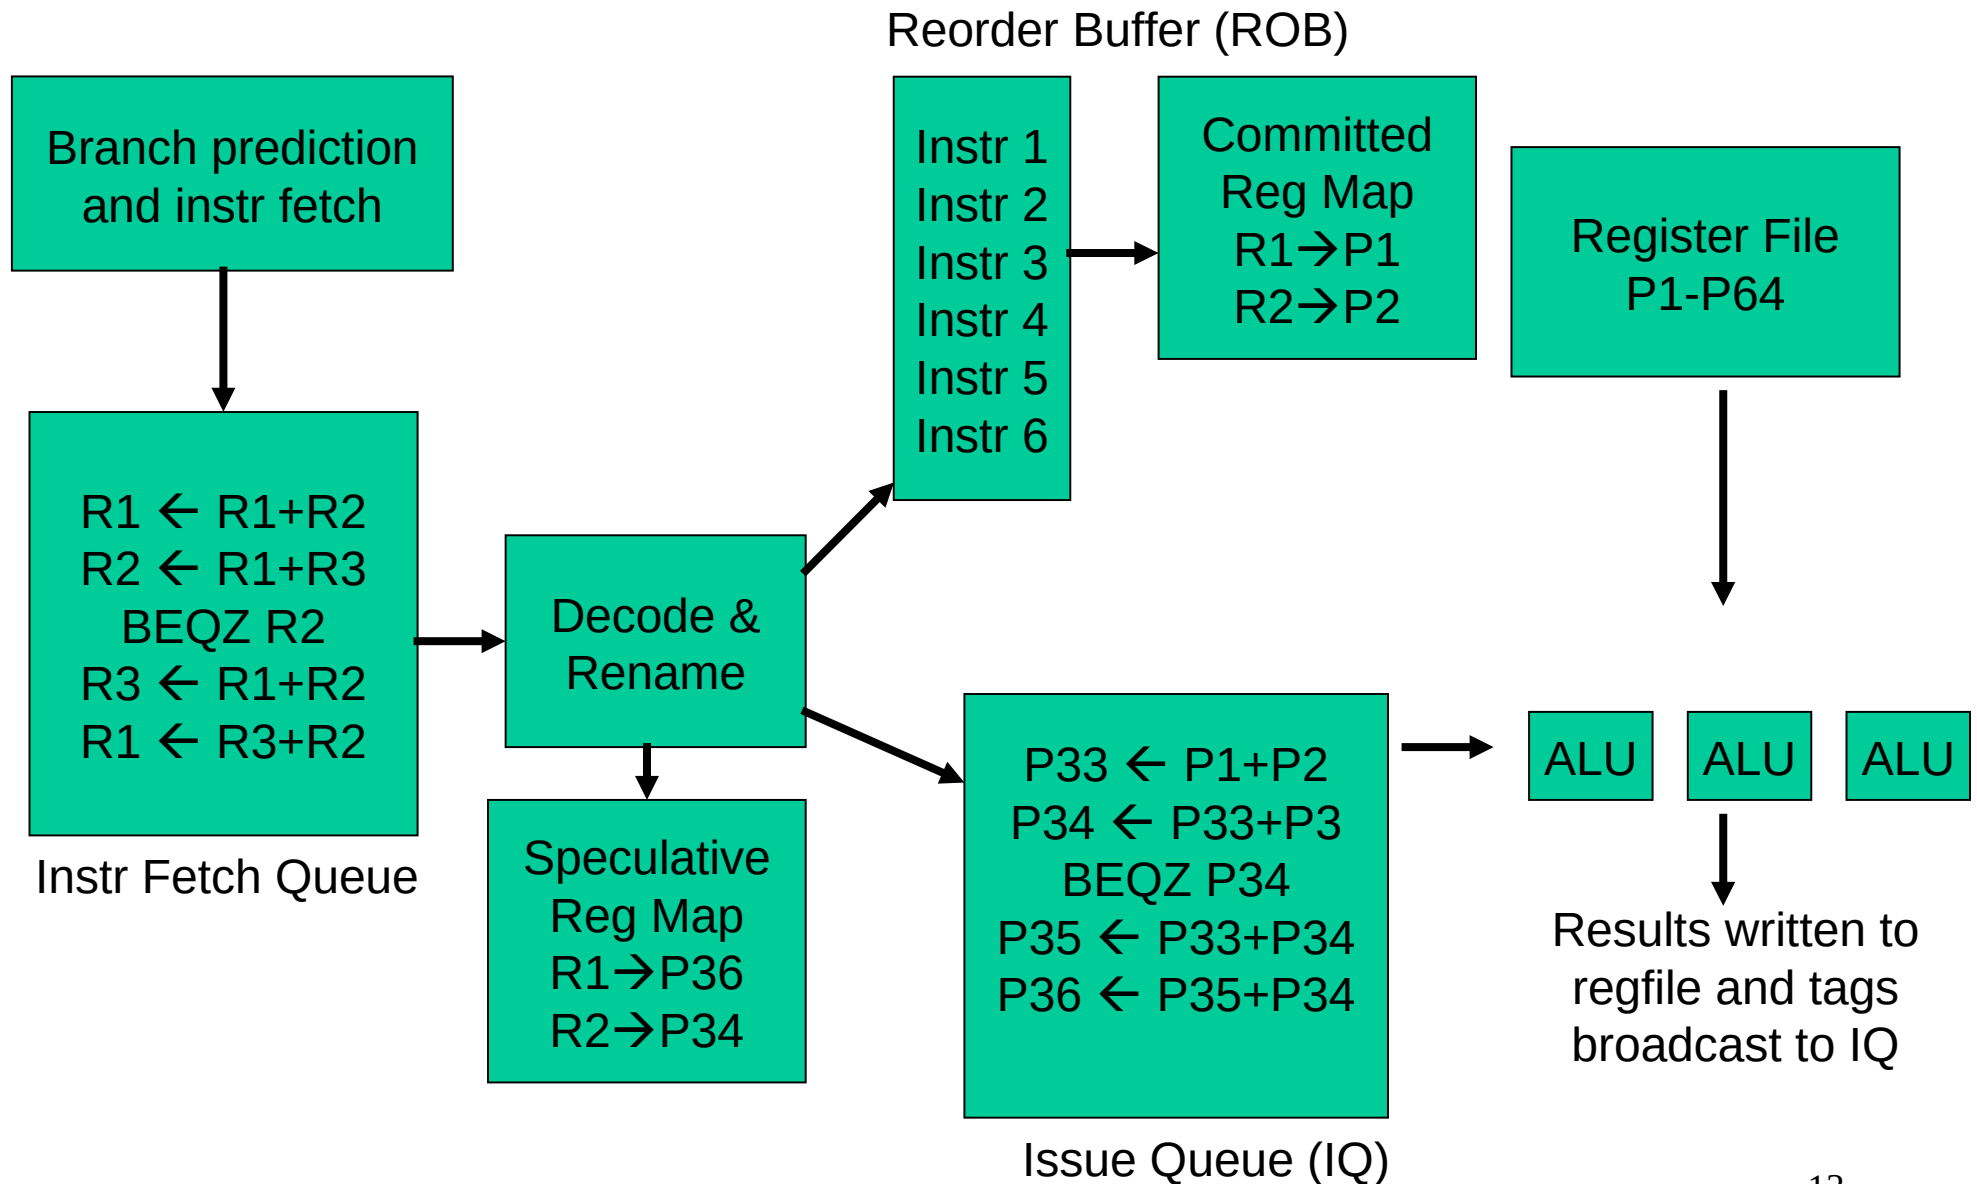 Reorder Buffer (ROB)
Branch prediction
and instr fetch
Instr 1
Instr 2
Instr 3
Instr 4
Instr 5
Instr 6
Committed
Reg Map
R1→P1
R2→P2
Register File
P1-P64
R1 ← R1+R2
R2 ← R1+R3
BEQZ R2
R3 ← R1+R2
R1 ← R3+R2
Instr Fetch Queue
Decode &
Rename
Speculative
Reg Map
R1→P36
R2→P34
P33 ← P1+P2
P34 ← P33+P3
BEQZ P34
P35 ← P33+P34
P36 ← P35+P34
Issue Queue (IQ)
ALU ALU ALU
Results written to
regfile and tags
broadcast to IQ